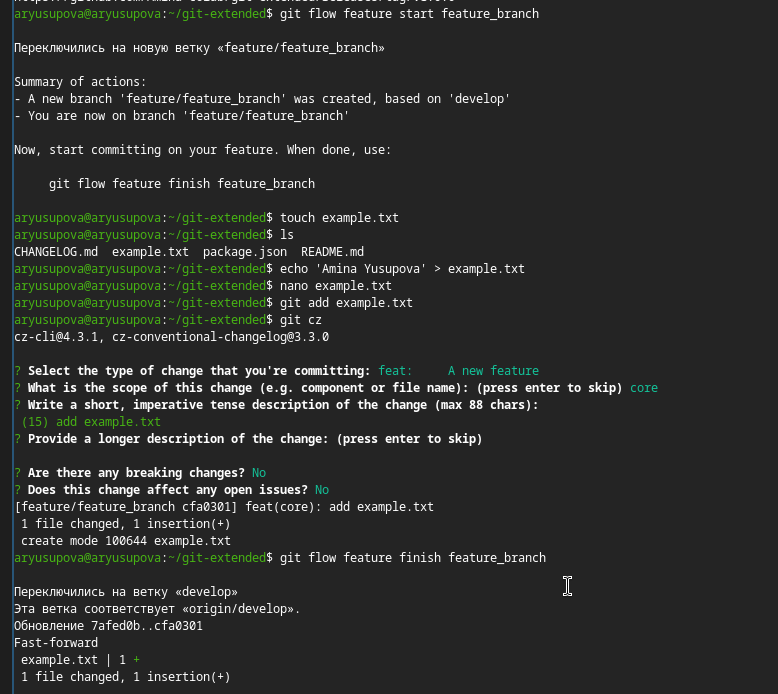 aryusupova@aryusupova:~/git-extended$ git flow feature start feature_branch
Переключились на новую ветку «feature/feature_branch»
Summary of actions:
- A new branch 'feature/feature_branch' was created, based on 'develop'
- You are now on branch 'feature/feature_branch'
Now, start committing on your feature. When done, use:
git flow feature finish feature_branch
aryusupova@aryusupova:~/git-extended$ touch example.txt
aryusupova@aryusupova:~/git-extended$ ls
CHANGELOG.md  example.txt  package.json  README.md
aryusupova@aryusupova:~/git-extended$ echo 'Amina Yusupova' > example.txt
aryusupova@aryusupova:~/git-extended$ nano example.txt
aryusupova@aryusupova:~/git-extended$ git add example.txt
aryusupova@aryusupova:~/git-extended$ git cz
cz-cli@4.3.1, cz-conventional-changelog@3.3.0
? Select the type of change that you're committing: feat:     A new feature
? What is the scope of this change (e.g. component or file name): (press enter to skip) core
? Write a short, imperative tense description of the change (max 88 chars):
(15) add example.txt
? Provide a longer description of the change: (press enter to skip)
? Are there any breaking changes? No
? Does this change affect any open issues? No
[feature/feature_branch cfa0301] feat(core): add example.txt
1 file changed, 1 insertion(+)
create mode 100644 example.txt
aryusupova@aryusupova:~/git-extended$ git flow feature finish feature_branch
Переключились на ветку «develop»
Эта ветка соответствует «origin/develop».
Обновление 7afed0b..cfa0301
Fast-forward
example.txt | 1 +
1 file changed, 1 insertion(+)